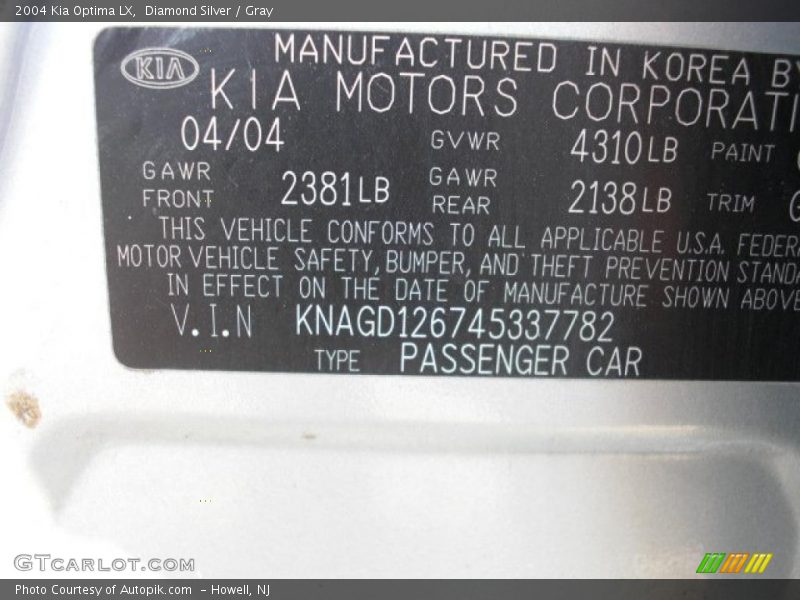 2004 Kia Optima LX, Diamond Silver / Gray
KIA
MANUFACTURED IN KOREA BY
KIA MOTORS CORPORATI
04/04 GVWR 4310LB PAINT
GAWR FRONT 2381LB GAWR REAR 2138LB TRIM G
THIS VEHICLE CONFORMS TO ALL APPLICABLE U.S.A. FEDERA
MOTOR VEHICLE SAFETY, BUMPER, AND THEFT PREVENTION STANDA
IN EFFECT ON THE DATE OF MANUFACTURE SHOWN ABOVE
V.I.N KNAGD126745337782
TYPE PASSENGER CAR
GTCARLOT.COM
Photo Courtesy of Autopik.com - Howell, NJ